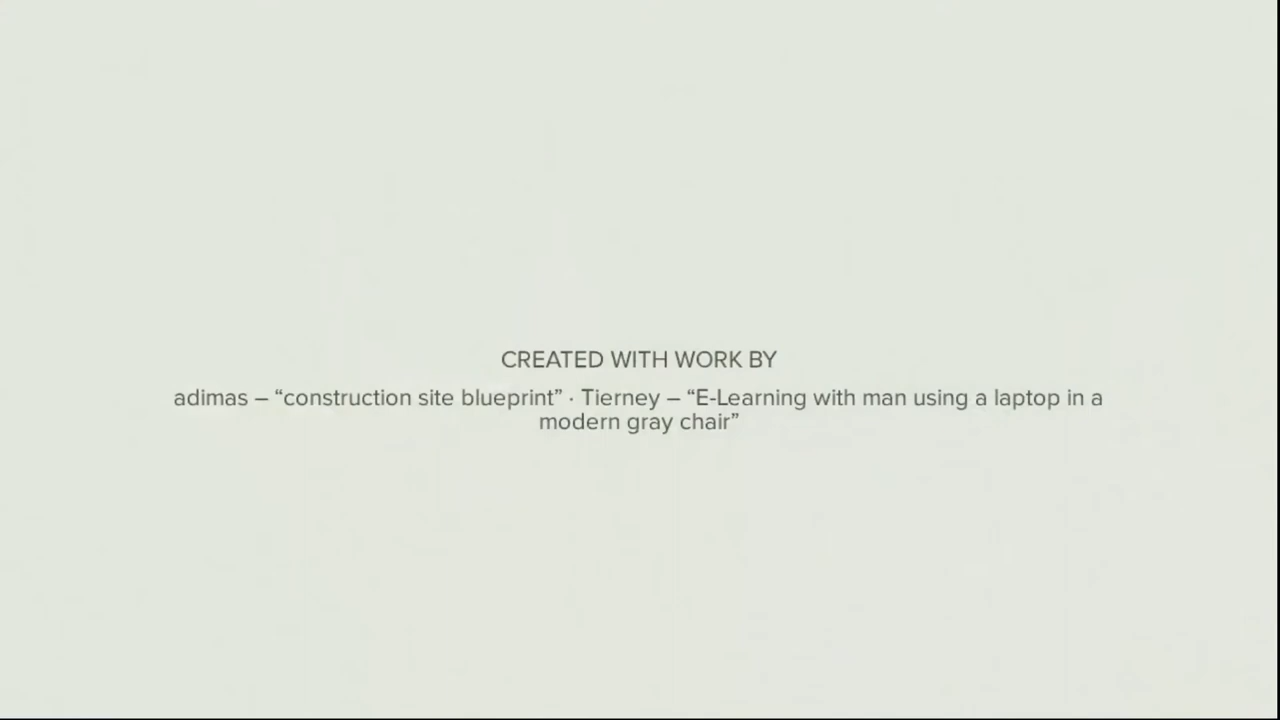 CREATED WITH WORK BY
adimas – “construction site blueprint” · Tierney – “E-Learning with man using a laptop in a
modern gray chair”